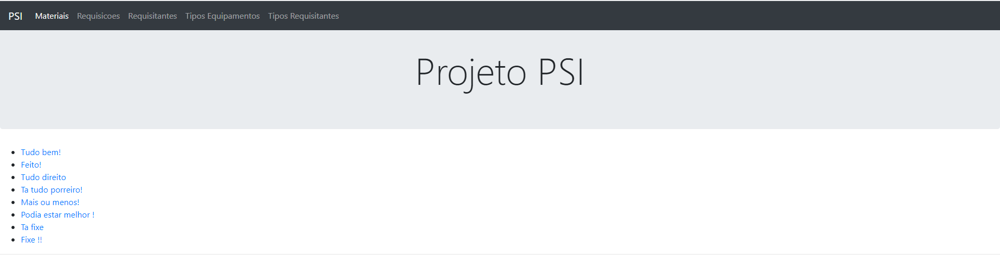 PSI Materiais Requisicoes Requisitantes Tipos Equipamentos Tipos Requisitantes
Projeto PSI
Tudo bem!
Feito!
Tudo direito
Ta tudo porreiro!
Mais ou menos!
Podia estar melhor !
Ta fixe
Fixe !!